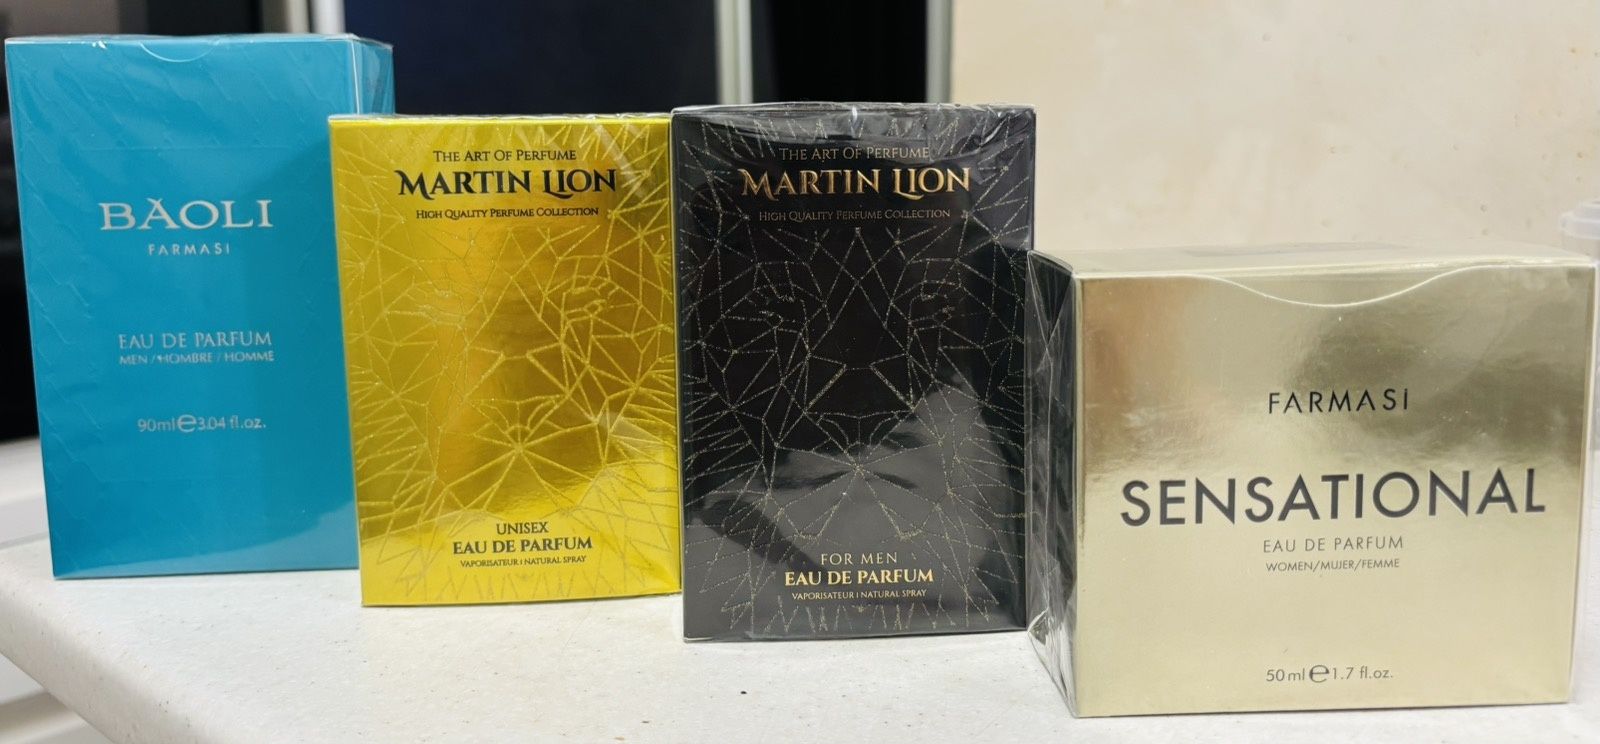 BAOLI
FARMASİ
EAU DE PARFUM
MEN / HOMBRE / HOMME
90ml℮3.04 fl.oz.
THE ART OF PERFUME
MARTIN LION
HIGH QUALITY PERFUME COLLECTION
UNISEX
EAU DE PARFUM
VAPORISATEUR | NATURAL SPRAY
THE ART OF PERFUME
MARTIN LION
HIGH QUALITY PERFUME COLLECTION
FOR MEN
EAU DE PARFUM
VAPORISATEUR | NATURAL SPRAY
FARMASİ
SENSATIONAL
EAU DE PARFUM
WOMEN/MUJER/FEMME
50 ml ℮ 1.7 fl.oz.